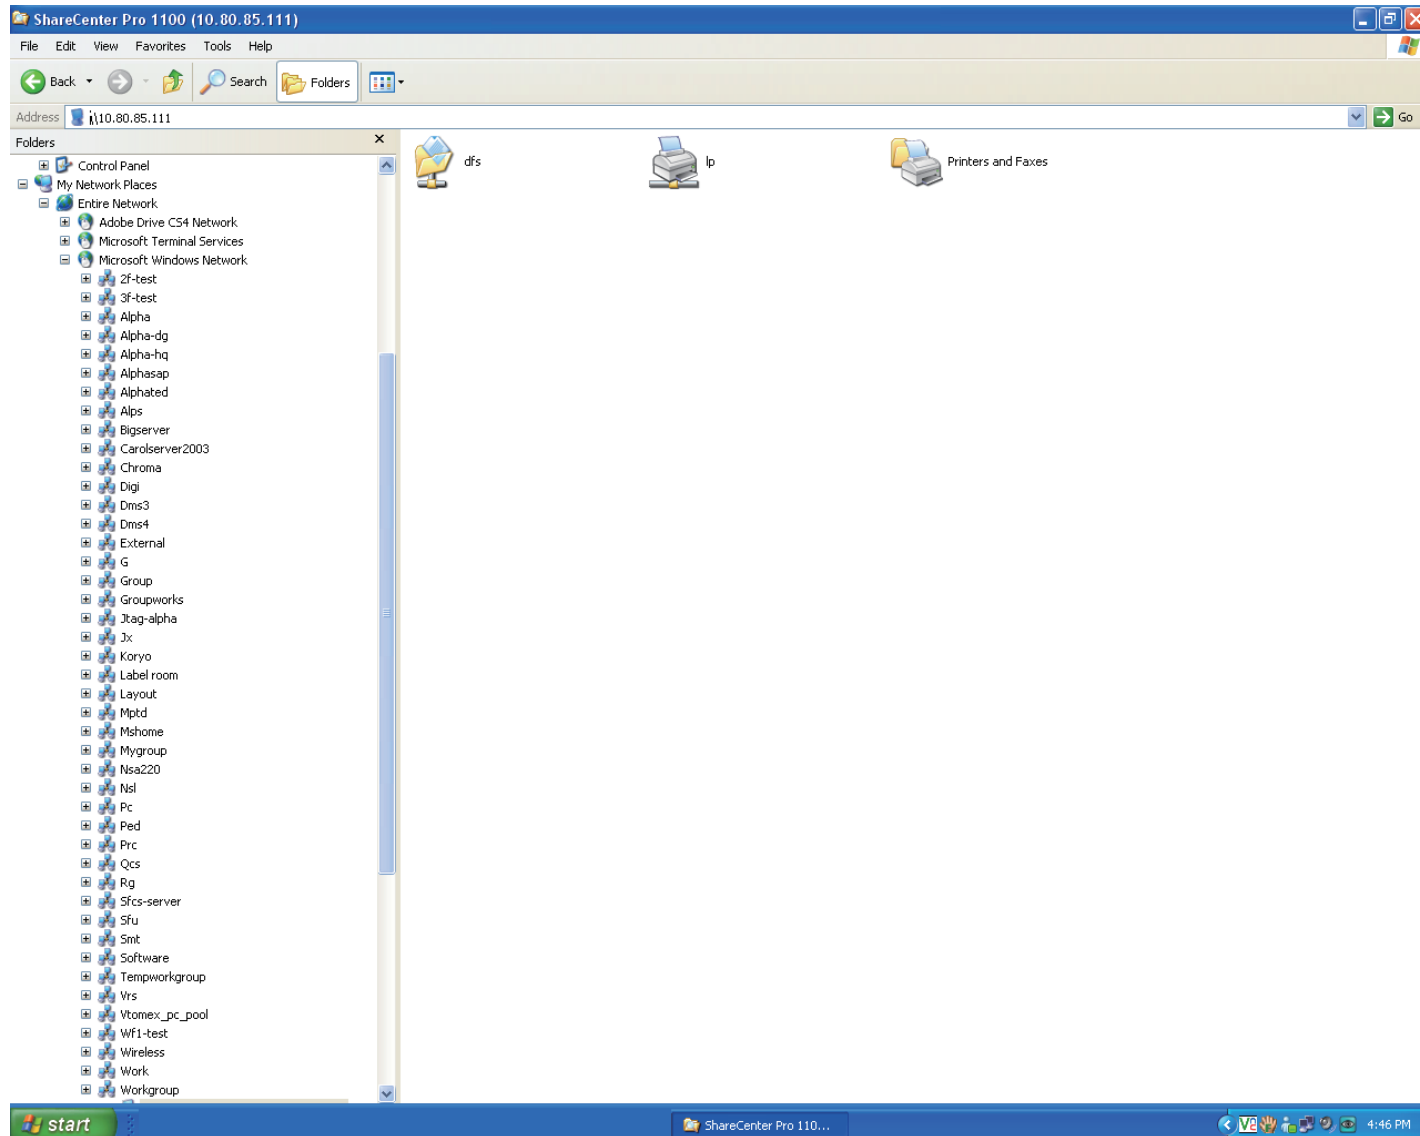 ShareCenter Pro 1100 (10.80.85.111)
File Edit View Favorites Tools Help
Back Search Folders
Address \\10.80.85.111 Go
Folders
Control Panel
My Network Places
Entire Network
Adobe Drive CS4 Network
Microsoft Terminal Services
Microsoft Windows Network
2f-test
3f-test
Alpha
Alpha-dg
Alpha-hq
Alphasap
Alphated
Alps
Bigserver
Carolserver2003
Chroma
Digi
Dms3
Dms4
External
G
Group
Groupworks
Jtag-alpha
Jx
Koryo
Label room
Layout
Mptd
Mshome
Mygroup
Nsa220
Nsl
Pc
Ped
Prc
Qcs
Rg
Sfcs-server
Sfu
Smt
Software
Tempworkgroup
Vrs
Vtomex_pc_pool
Wf1-test
Wireless
Work
Workgroup
dfs
lp
Printers and Faxes
start
ShareCenter Pro 110...
V2
4:46 PM